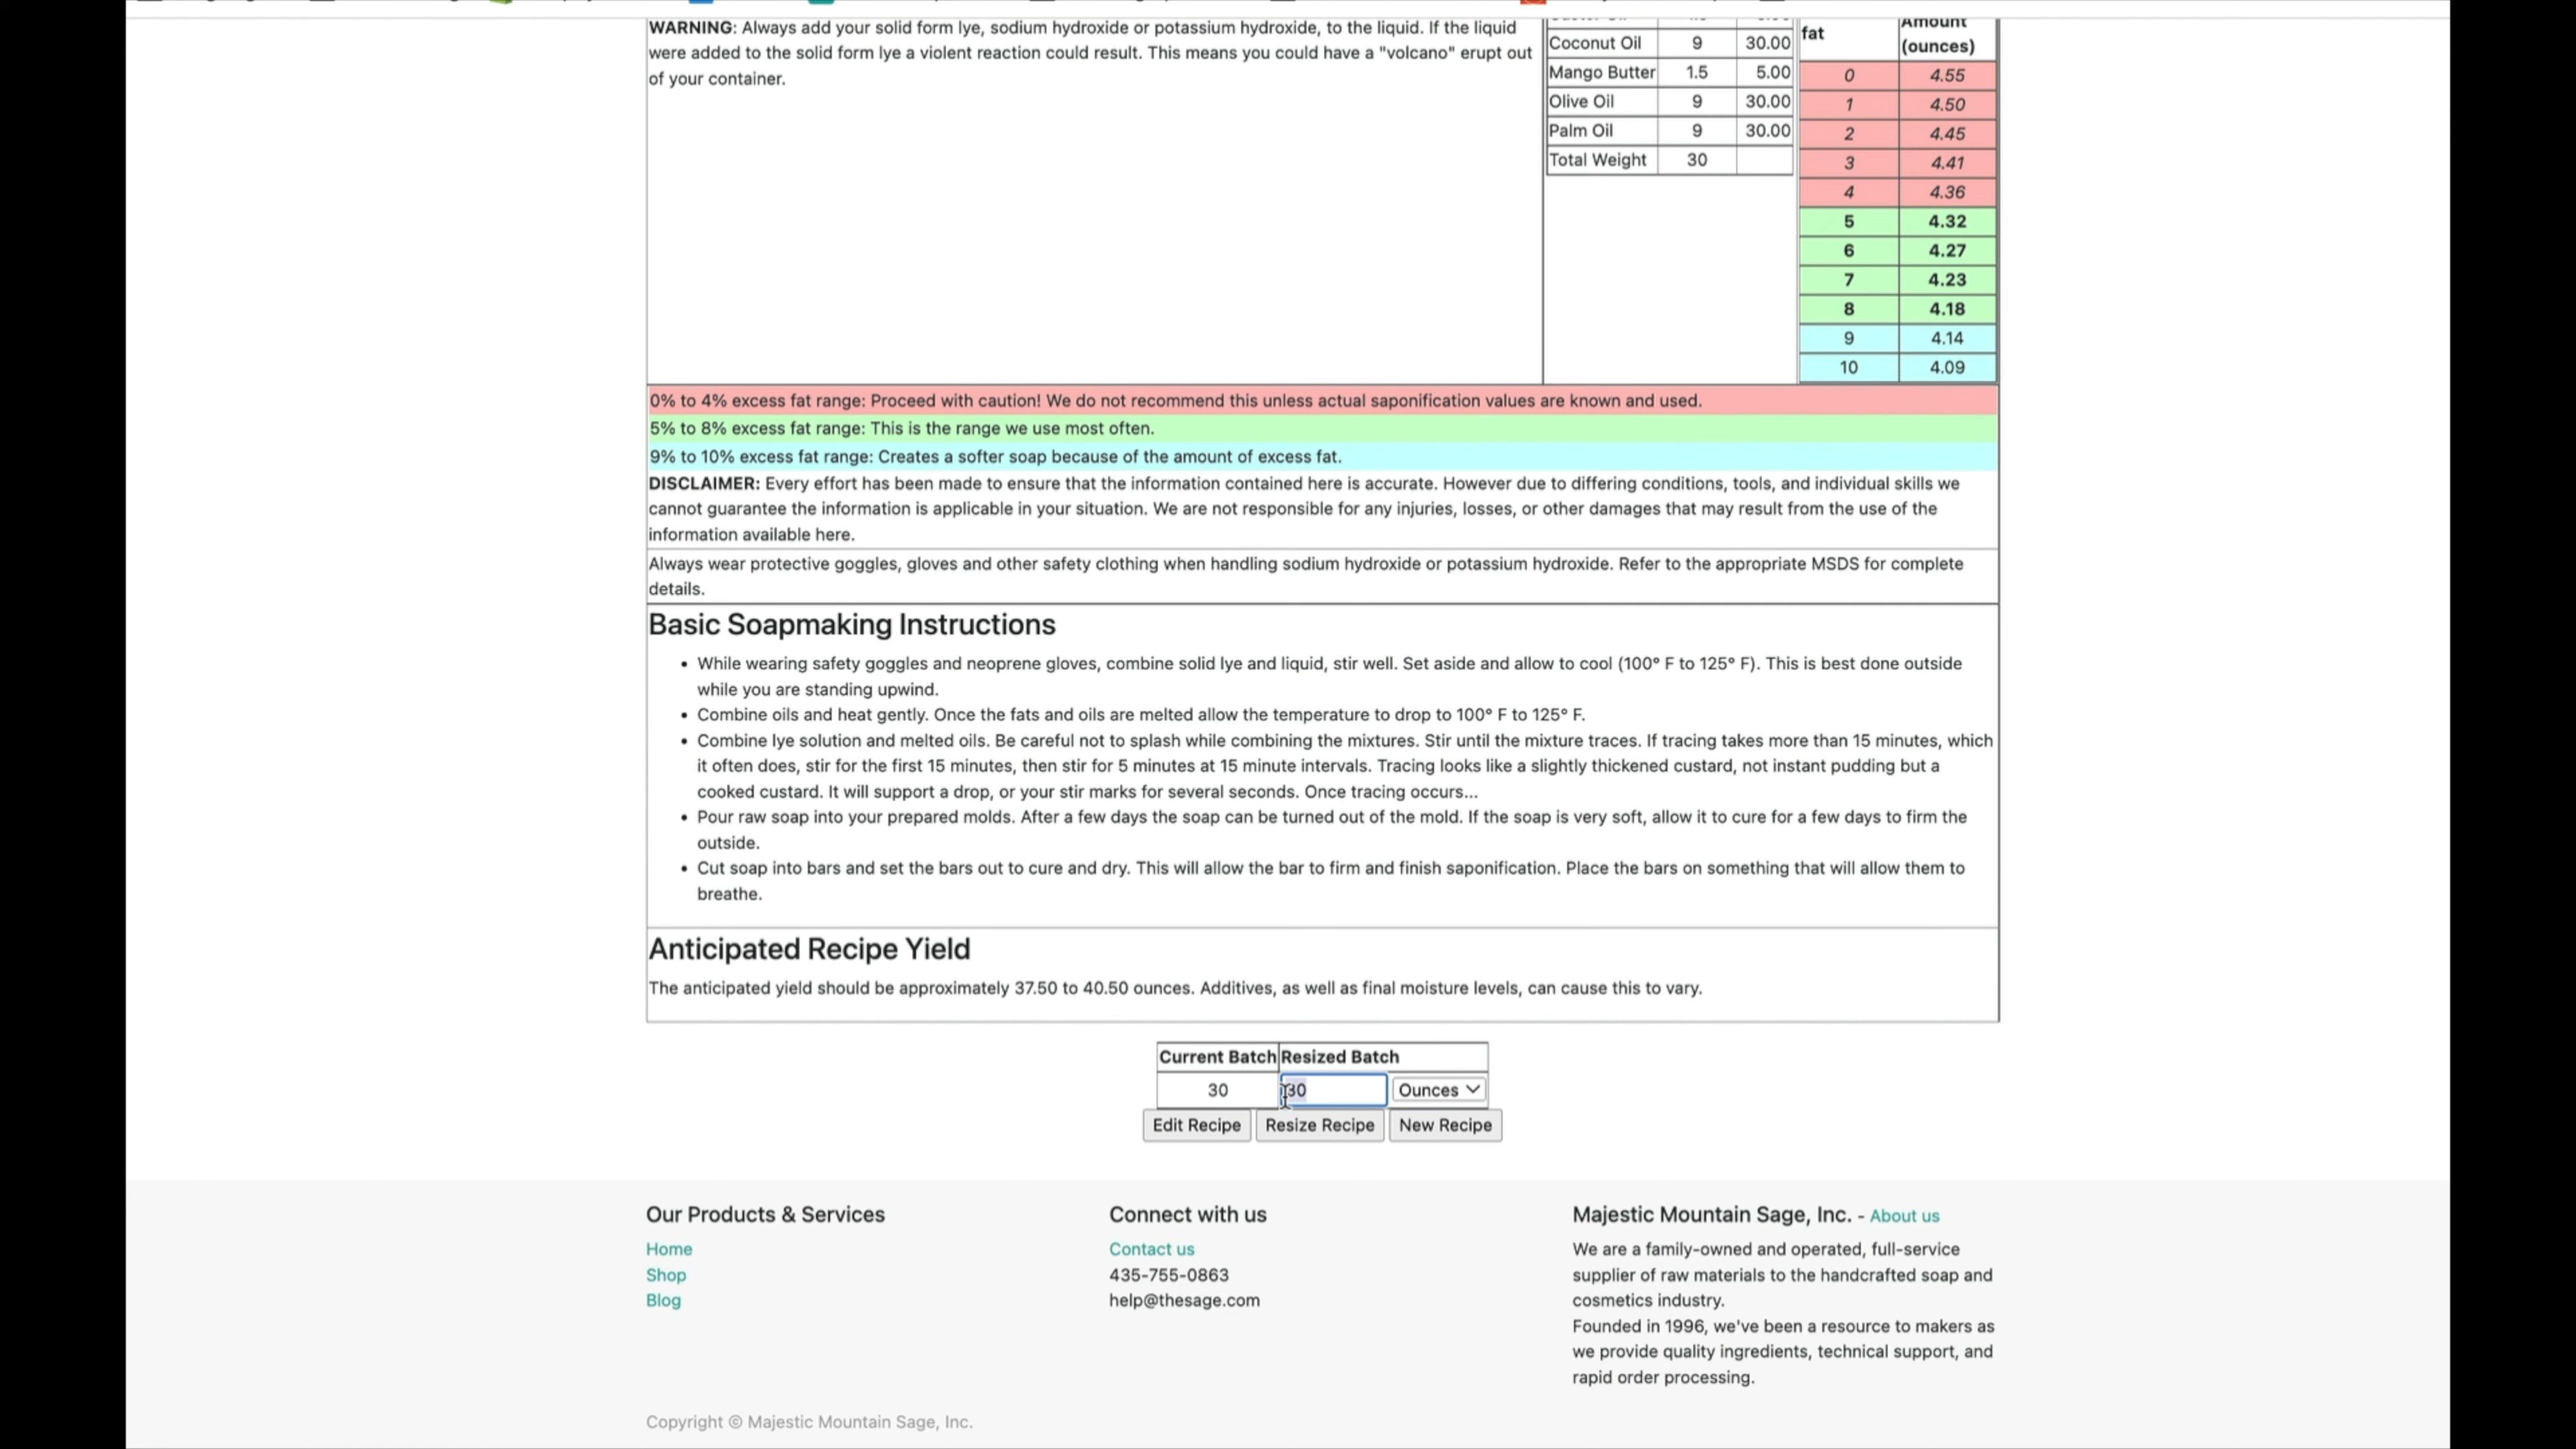 WARNING: Always add your solid form lye, sodium hydroxide or potassium hydroxide, to the liquid. If the liquid
were added to the solid form lye a violent reaction could result. This means you could have a "volcano" erupt out
of your container.
Coconut Oil 9 30.00
Mango Butter 1.5 5.00
Olive Oil 9 30.00
Palm Oil 9 30.00
Total Weight 30
fat Amount
(ounces)
0 4.55
1 4.50
2 4.45
3 4.41
4 4.36
5 4.32
6 4.27
7 4.23
8 4.18
9 4.14
10 4.09
0% to 4% excess fat range: Proceed with caution! We do not recommend this unless actual saponification values are known and used.
5% to 8% excess fat range: This is the range we use most often.
9% to 10% excess fat range: Creates a softer soap because of the amount of excess fat.
DISCLAIMER: Every effort has been made to ensure that the information contained here is accurate. However due to differing conditions, tools, and individual skills we
cannot guarantee the information is applicable in your situation. We are not responsible for any injuries, losses, or other damages that may result from the use of the
information available here.
Always wear protective goggles, gloves and other safety clothing when handling sodium hydroxide or potassium hydroxide. Refer to the appropriate MSDS for complete
details.
Basic Soapmaking Instructions
• While wearing safety goggles and neoprene gloves, combine solid lye and liquid, stir well. Set aside and allow to cool (100° F to 125° F). This is best done outside
while you are standing upwind.
• Combine oils and heat gently. Once the fats and oils are melted allow the temperature to drop to 100° F to 125° F.
• Combine lye solution and melted oils. Be careful not to splash while combining the mixtures. Stir until the mixture traces. If tracing takes more than 15 minutes, which
it often does, stir for the first 15 minutes, then stir for 5 minutes at 15 minute intervals. Tracing looks like a slightly thickened custard, not instant pudding but a
cooked custard. It will support a drop, or your stir marks for several seconds. Once tracing occurs...
• Pour raw soap into your prepared molds. After a few days the soap can be turned out of the mold. If the soap is very soft, allow it to cure for a few days to firm the
outside.
• Cut soap into bars and set the bars out to cure and dry. This will allow the bar to firm and finish saponification. Place the bars on something that will allow them to
breathe.
Anticipated Recipe Yield
The anticipated yield should be approximately 37.50 to 40.50 ounces. Additives, as well as final moisture levels, can cause this to vary.
Current Batch Resized Batch
30 30 Ounces
Edit Recipe Resize Recipe New Recipe
Our Products & Services
Home
Shop
Blog
Connect with us
Contact us
435-755-0863
help@thesage.com
Majestic Mountain Sage, Inc. - About us
We are a family-owned and operated, full-service
supplier of raw materials to the handcrafted soap and
cosmetics industry.
Founded in 1996, we've been a resource to makers as
we provide quality ingredients, technical support, and
rapid order processing.
Copyright © Majestic Mountain Sage, Inc.